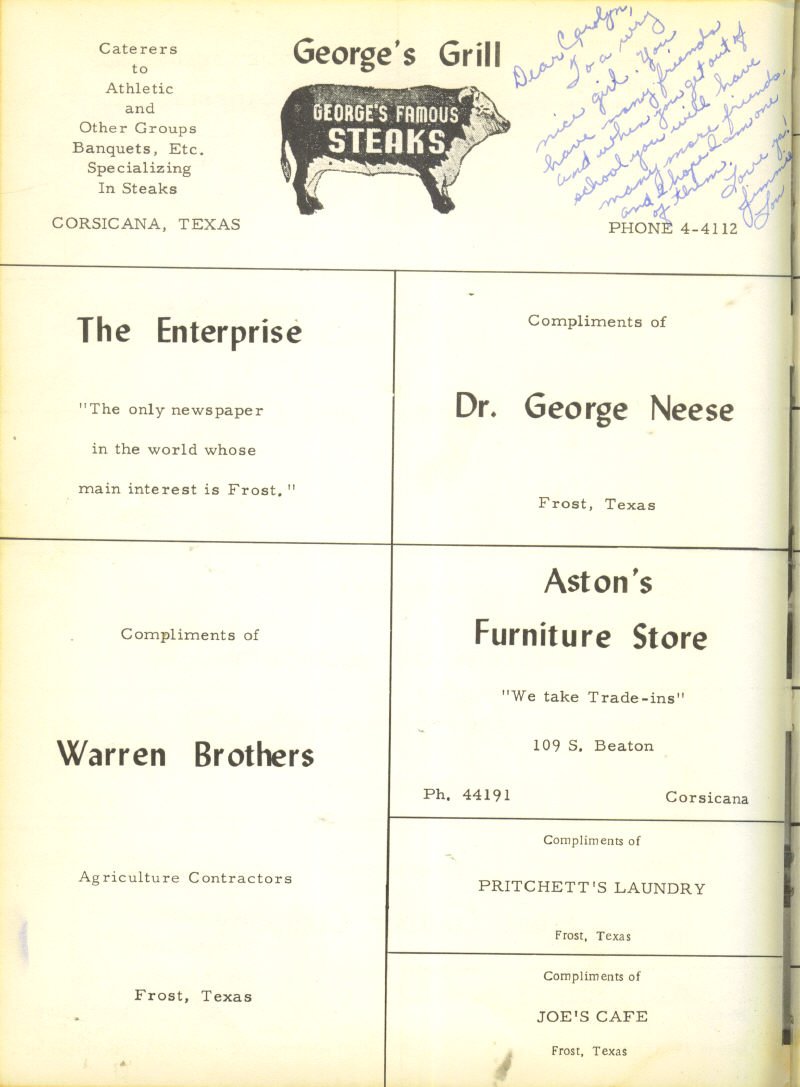 Caterers
to
Athletic
and
Other Groups
Banquets, Etc.
Specializing
In Steaks
CORSICANA, TEXAS
George's Grill
GEORGE'S FAMOUS
STEAKS
Dear Carolyn,
To a very
nice girl. You
have many friends
and when you get out of
school you will have
many more friends,
and I hope I am one
of them.
Love ya!
Jimmie
Lou
PHONE 4-4112
The Enterprise
"The only newspaper
in the world whose
main interest is Frost."
Compliments of
Dr. George Neese
Frost, Texas
Compliments of
Warren Brothers
Agriculture Contractors
Frost, Texas
Aston's
Furniture Store
"We take Trade-ins"
109 S. Beaton
Ph. 44191 Corsicana
Compliments of
PRITCHETT'S LAUNDRY
Frost, Texas
Compliments of
JOE'S CAFE
Frost, Texas